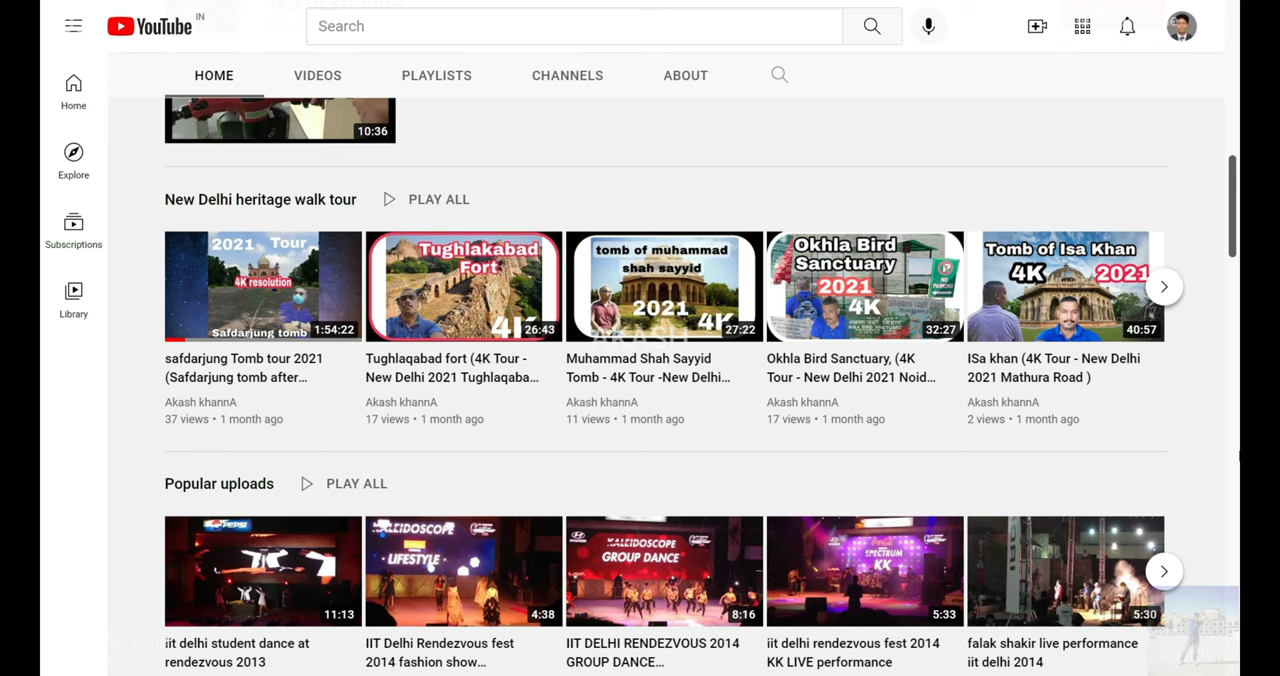 YouTube IN
Search
HOME VIDEOS PLAYLISTS CHANNELS ABOUT
Home
Explore
Subscriptions
Library
10:36
New Delhi heritage walk tour PLAY ALL
2021 Tour
4K resolution
Safdarjung tomb
1:54:22
safdarjung Tomb tour 2021
(Safdarjung tomb after...
Akash khannA
37 views • 1 month ago
Tughlakabad
Fort
4K
26:43
Tughlaqabad fort (4K Tour -
New Delhi 2021 Tughlaqaba...
Akash khannA
17 views • 1 month ago
tomb of muhammad
shah sayyid
2021 4K
AKASH
27:22
Muhammad Shah Sayyid
Tomb - 4K Tour -New Delhi...
Akash khannA
11 views • 1 month ago
Okhla Bird
Sanctuary
2021
4K
NO
PARKING
32:27
Okhla Bird Sanctuary, (4K
Tour - New Delhi 2021 Noid...
Akash khannA
17 views • 1 month ago
Tomb of Isa Khan
4K 2021
40:57
ISa khan (4K Tour - New Delhi
2021 Mathura Road )
Akash khannA
2 views • 1 month ago
Popular uploads PLAY ALL
PEPSI
11:13
iit delhi student dance at
rendezvous 2013
KALEIDOSCOPE
LIFESTYLE
4:38
IIT Delhi Rendezvous fest
2014 fashion show...
HYUNDAI
KALEIDOSCOPE
GROUP DANCE
8:16
IIT DELHI RENDEZVOUS 2014
GROUP DANCE...
Coca-Cola
SPECTRUM
KK
5:33
iit delhi rendezvous fest 2014
KK LIVE performance
5:30
falak shakir live performance
iit delhi 2014